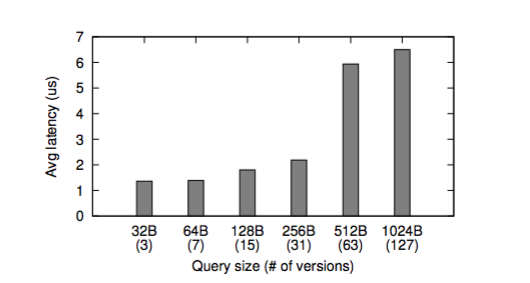 7
6
5
4
3
2
1
0
Avg latency (us)
32B 64B 128B 256B 512B 1024B
(3) (7) (15) (31) (63) (127)
Query size (# of versions)